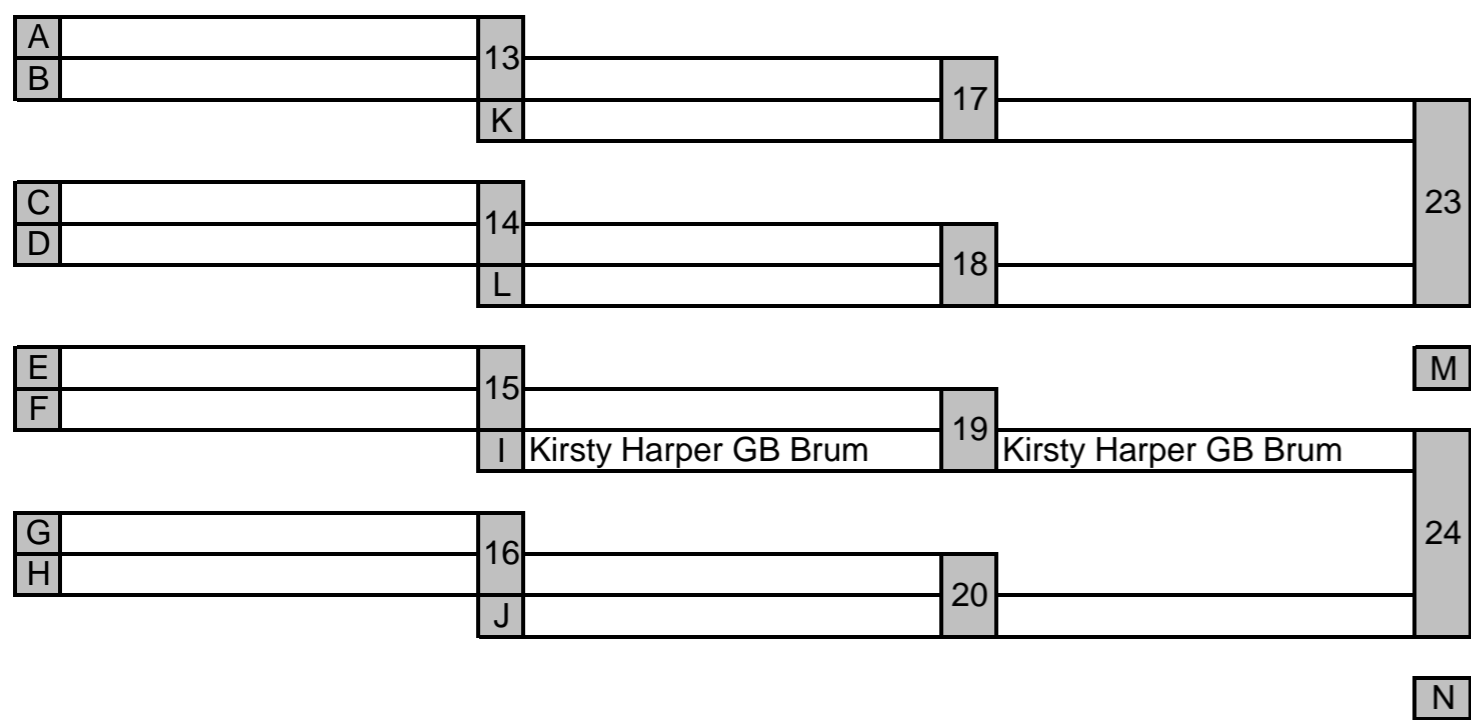 A
13
B
17
K
C
14
23
D
18
L
E
M
15
F
19
I Kirsty Harper GB Brum Kirsty Harper GB Brum
G
24
16
H
20
J
N